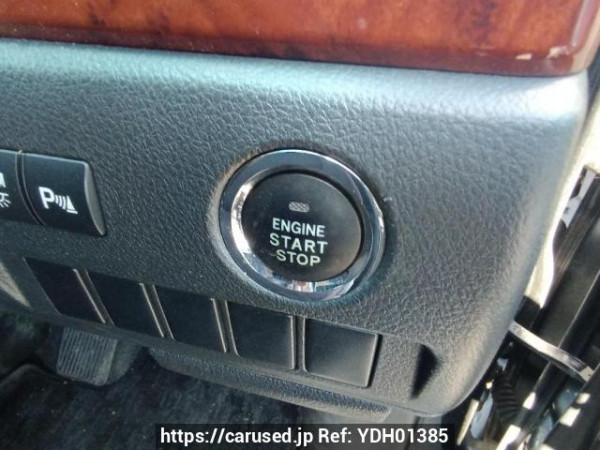 P
ENGINE
START
STOP
https://carused.jp Ref: YDH01385